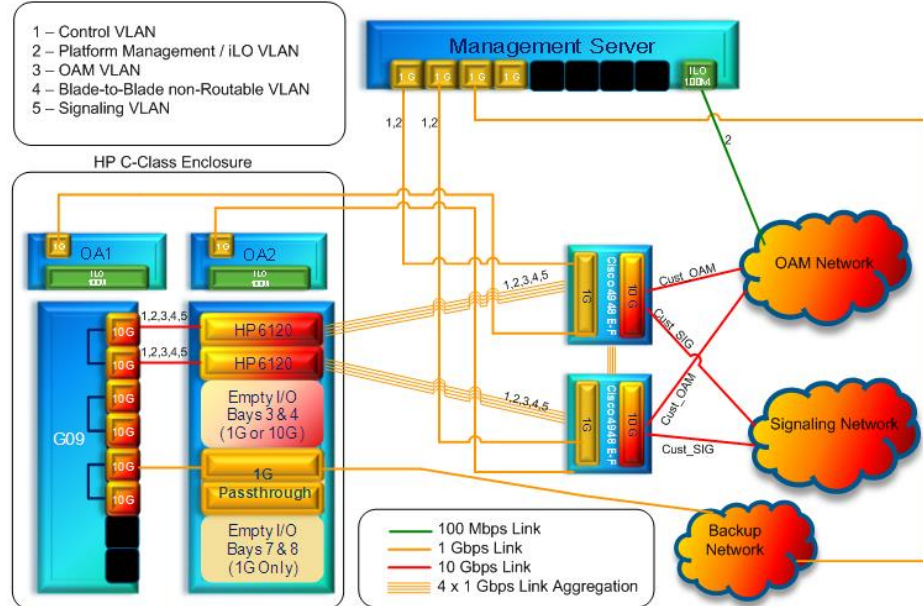 1 – Control VLAN
2 – Platform Management / iLO VLAN
3 – OAM VLAN
4 – Blade-to-Blade non-Routable VLAN
5 – Signaling VLAN
Management Server
1 G
1 G
1 G
1 G
ILO
100M
1,2
1,2
2
HP C-Class Enclosure
1G
OA1
ILO
100M
1G
OA2
ILO
100M
G09
10G
10G
10G
10G
10G
10G
1,2,3,4,5
1,2,3,4,5
HP 6120
HP 6120
Empty I/O
Bays 3 & 4
(1G or 10G)
1G
Passthrough
Empty I/O
Bays 7 & 8
(1G Only)
1,2,3,4,5
1,2,3,4,5
1G
Cisco 4948 E-F
10G
1G
Cisco 4948 E-F
10G
Cust_OAM
Cust_SIG
Cust_OAM
Cust_SIG
OAM Network
Signaling Network
Backup
Network
100 Mbps Link
1 Gbps Link
10 Gbps Link
4 x 1 Gbps Link Aggregation